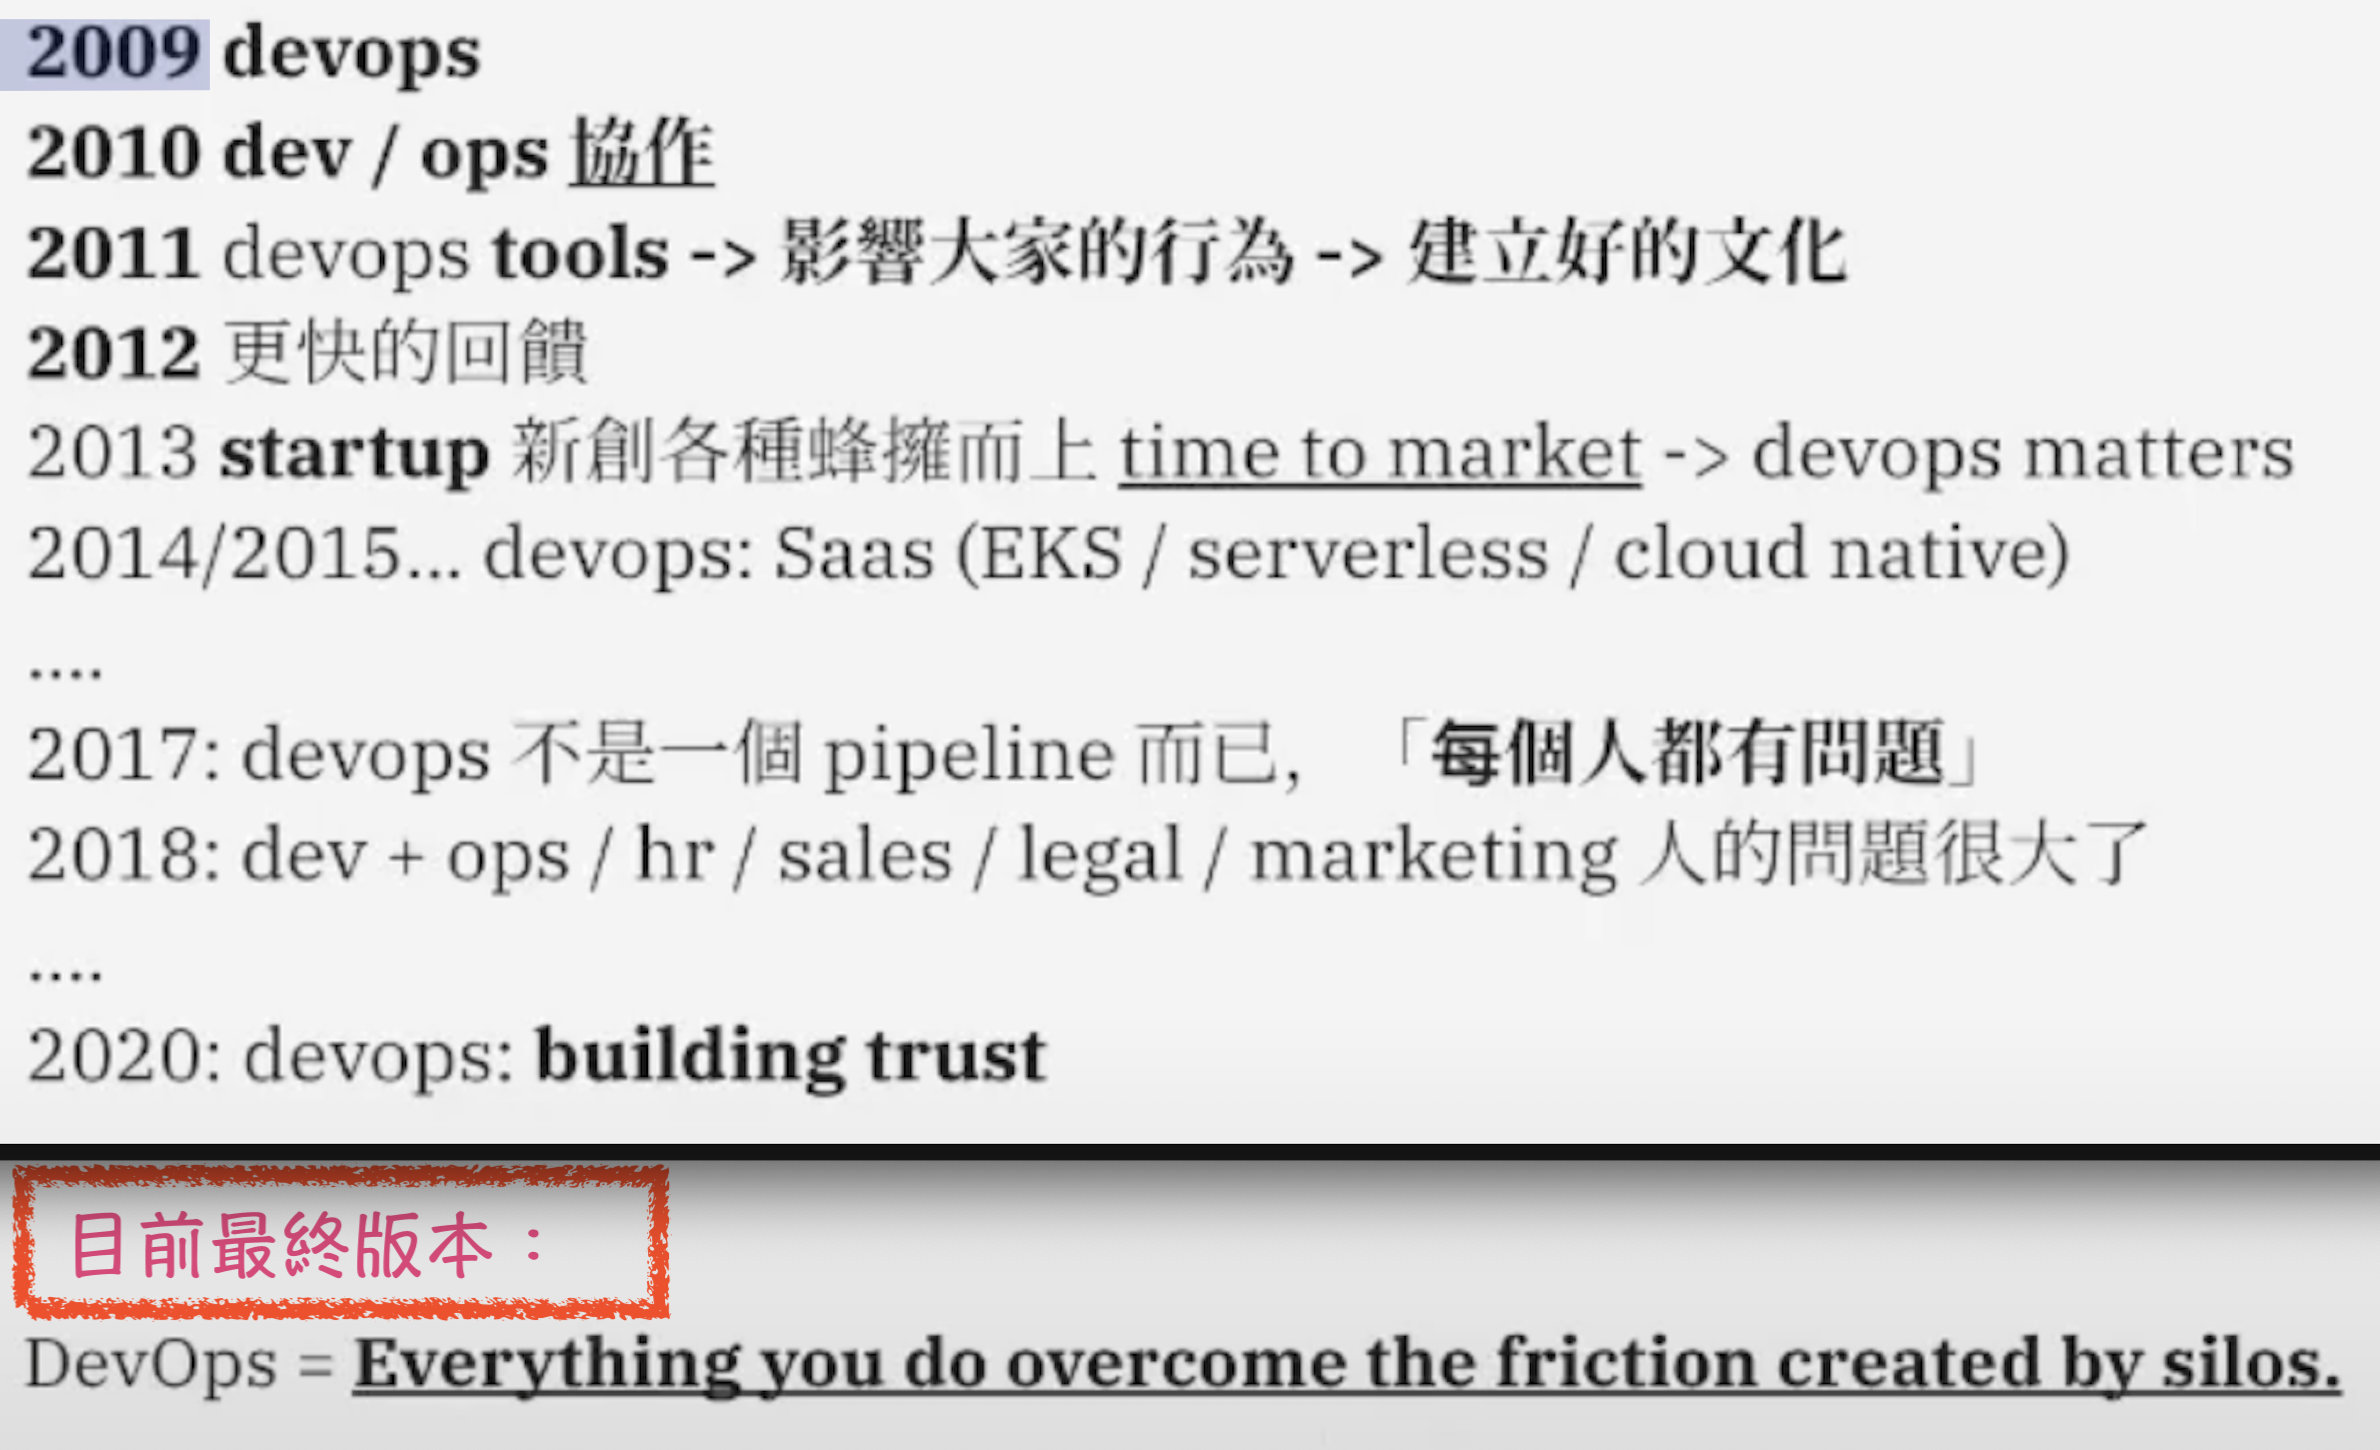 2009 devops
2010 dev / ops 協作
2011 devops tools -> 影響大家的行為 -> 建立好的文化
2012 更快的回饋
2013 startup 新創各種蜂擁而上 time to market -> devops matters
2014/2015... devops: Saas (EKS / serverless / cloud native)
....
2017: devops 不是一個 pipeline 而已, 「每個人都有問題」
2018: dev + ops / hr / sales / legal / marketing 人的問題很大了
....
2020: devops: building trust
目前最終版本：
DevOps = Everything you do overcome the friction created by silos.